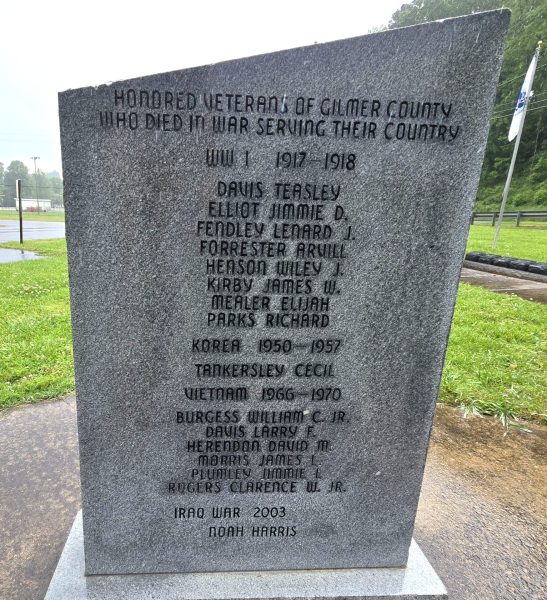 HONORED VETERANS OF GILMER COUNTY
WHO DIED IN WAR SERVING THEIR COUNTRY
WW I 1917-1918
DAVIS TEASLEY
ELLIOT JIMMIE D.
FENDLEY LENARD J.
FORRESTER ARVILL
HENSON WILEY J.
KIRBY JAMES W.
MEALER ELIJAH
PARKS RICHARD
KOREA 1950-1957
TANKERSLEY CECIL
VIETNAM 1966-1970
BURGESS WILLIAM C. JR.
DAVIS LARRY F.
HERENDON DAVID M.
MORRIS JAMES L.
PLUMLEY JIMMIE L.
ROGERS CLARENCE W. JR.
IRAQ WAR 2003
NOAH HARRIS